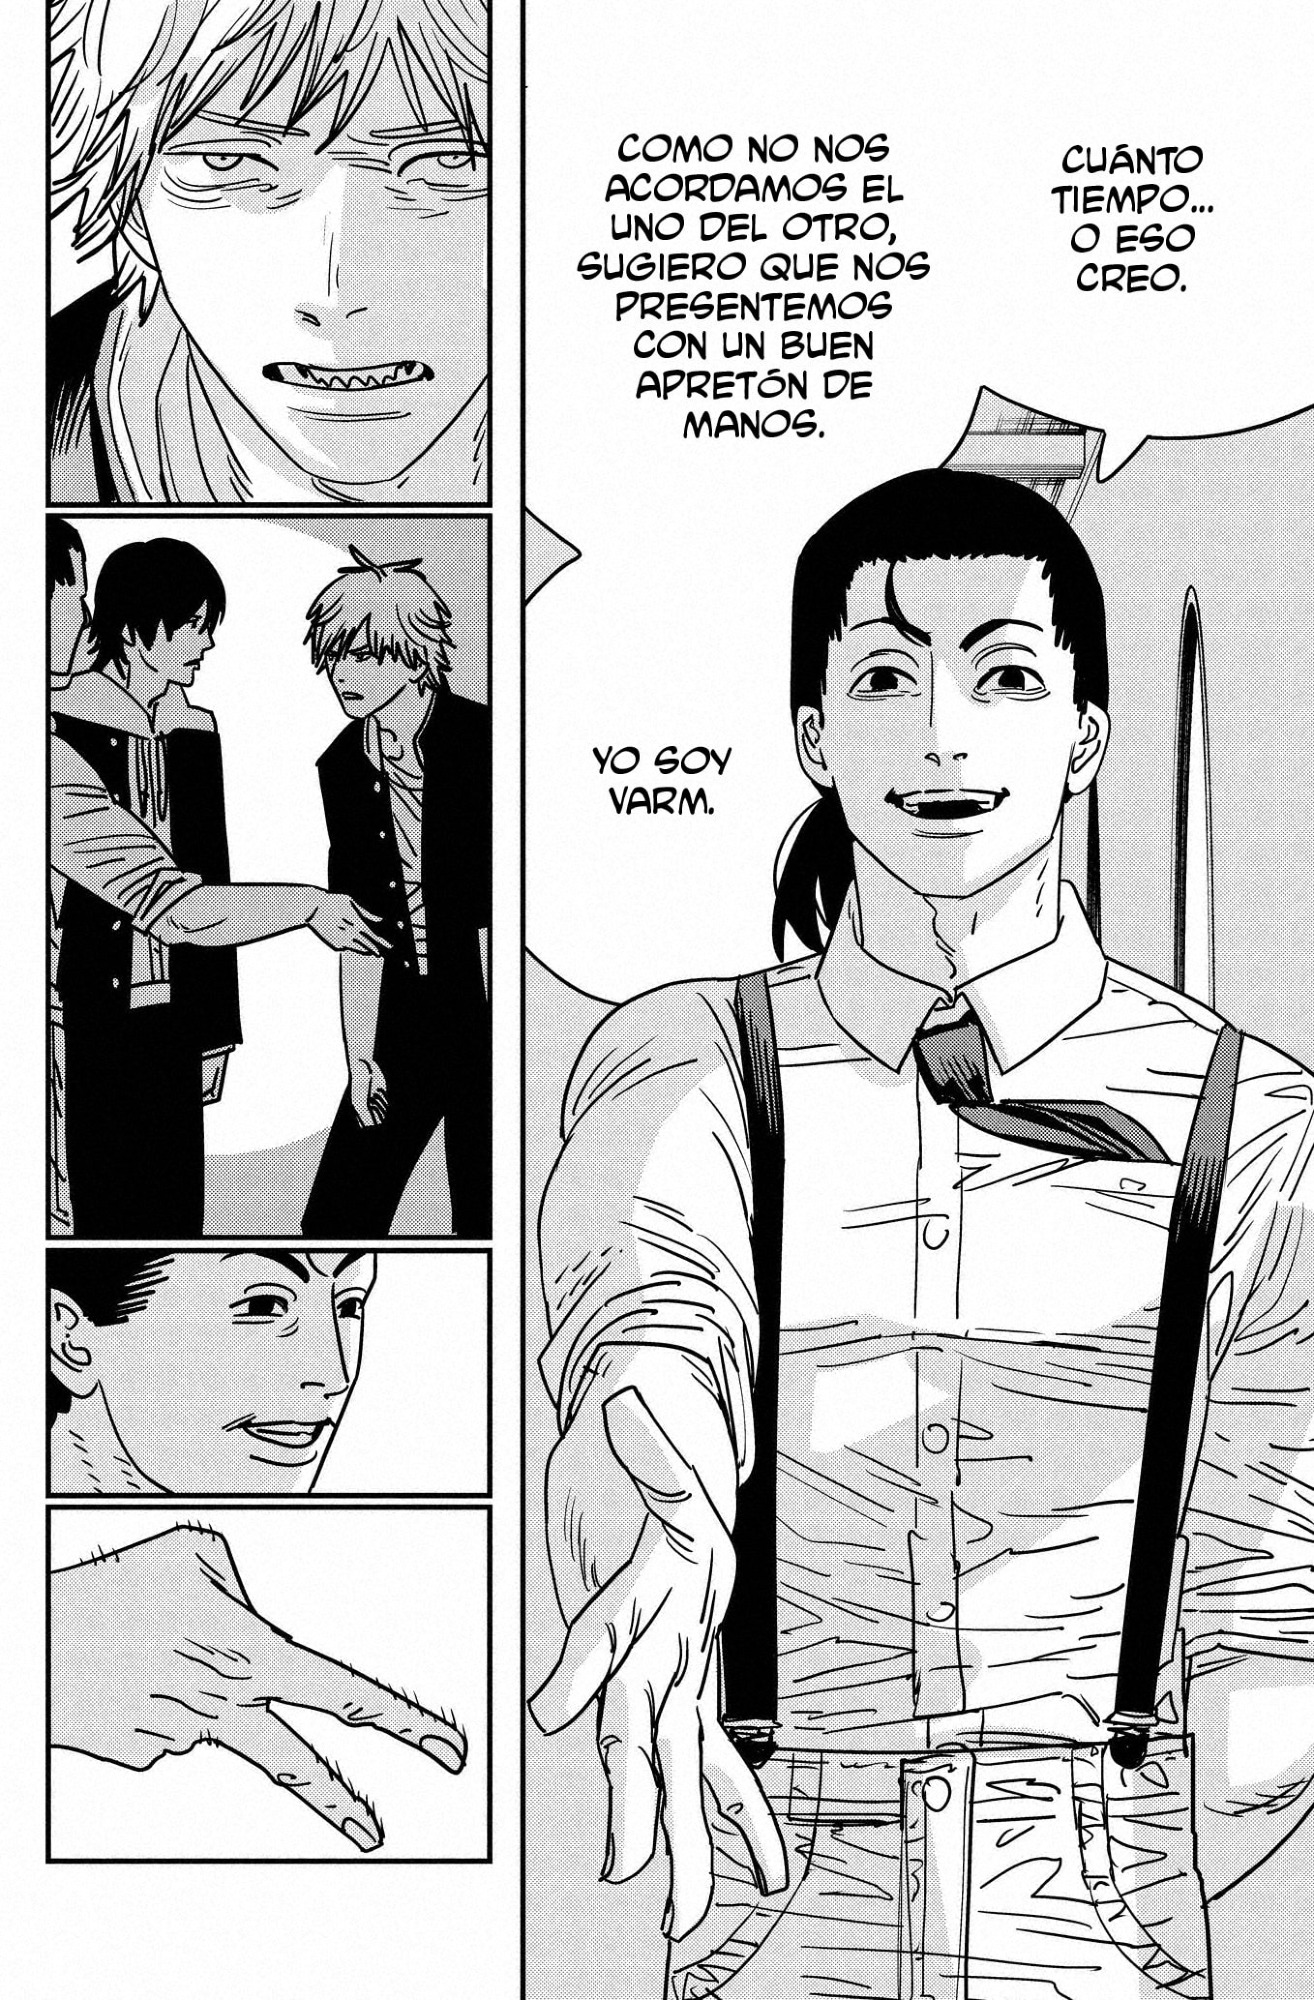 CUÁNTO
TIEMPO...
O ESO
CREO.
COMO NO NOS
ACORDAMOS EL
UNO DEL OTRO,
SUGIERO QUE NOS
PRESENTEMOS
CON UN BUEN
APRETÓN DE
MANOS.
YO SOY
VARM.